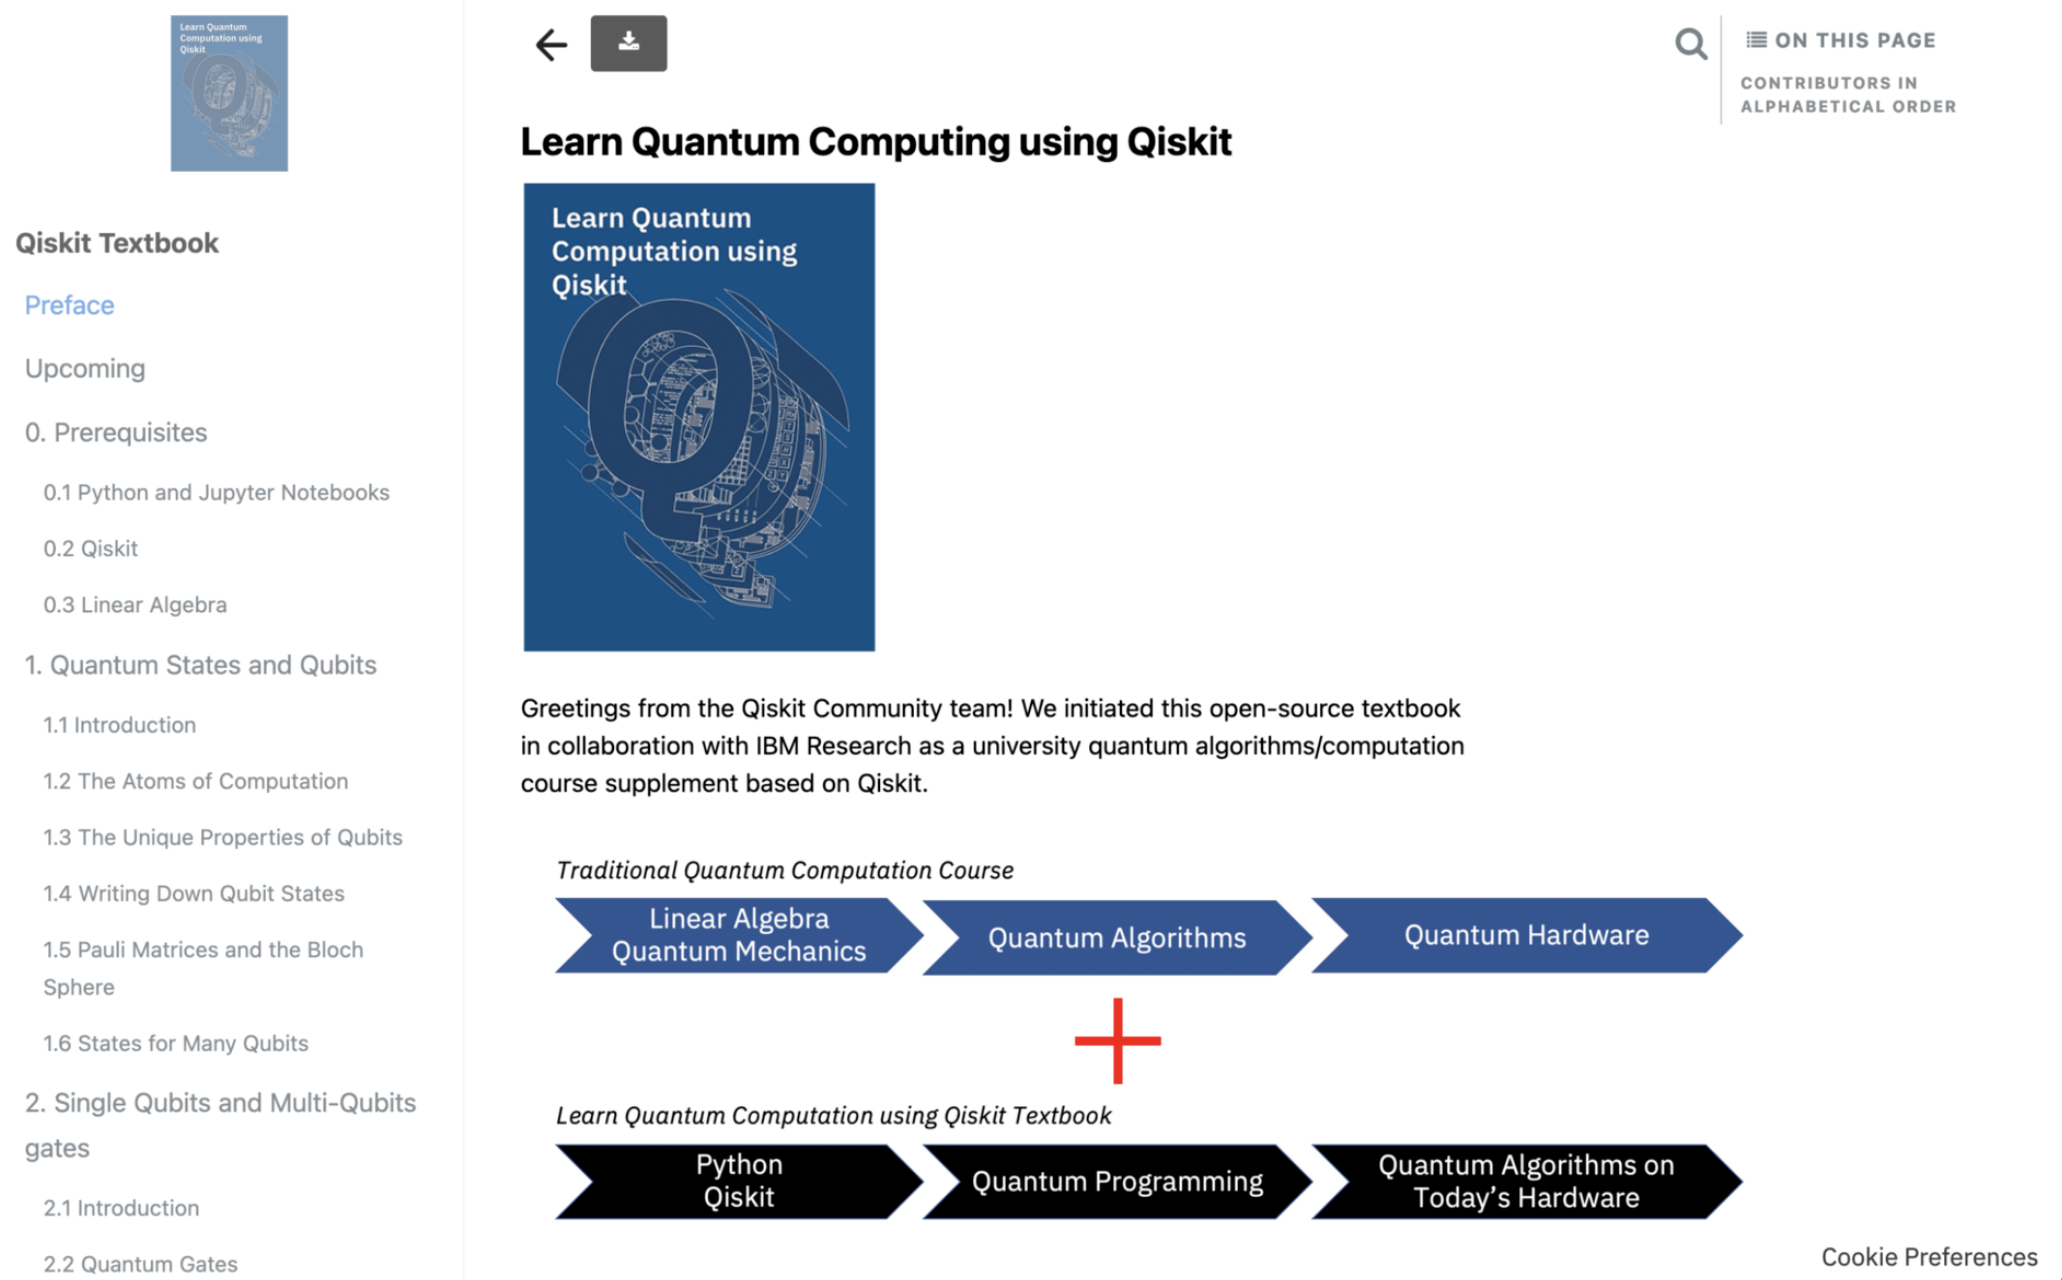 Learn Quantum
Computation using
Qiskit
Qiskit Textbook
Preface
Upcoming
0. Prerequisites
0.1 Python and Jupyter Notebooks
0.2 Qiskit
0.3 Linear Algebra
1. Quantum States and Qubits
1.1 Introduction
1.2 The Atoms of Computation
1.3 The Unique Properties of Qubits
1.4 Writing Down Qubit States
1.5 Pauli Matrices and the Bloch
Sphere
1.6 States for Many Qubits
2. Single Qubits and Multi-Qubits
gates
2.1 Introduction
2.2 Quantum Gates
Learn Quantum Computing using Qiskit
Learn Quantum
Computation using
Qiskit
Greetings from the Qiskit Community team! We initiated this open-source textbook
in collaboration with IBM Research as a university quantum algorithms/computation
course supplement based on Qiskit.
Traditional Quantum Computation Course
Linear Algebra
Quantum Mechanics
Quantum Algorithms
Quantum Hardware
Learn Quantum Computation using Qiskit Textbook
Python
Qiskit
Quantum Programming
Quantum Algorithms on
Today's Hardware
ON THIS PAGE
CONTRIBUTORS IN
ALPHABETICAL ORDER
Cookie Preferences